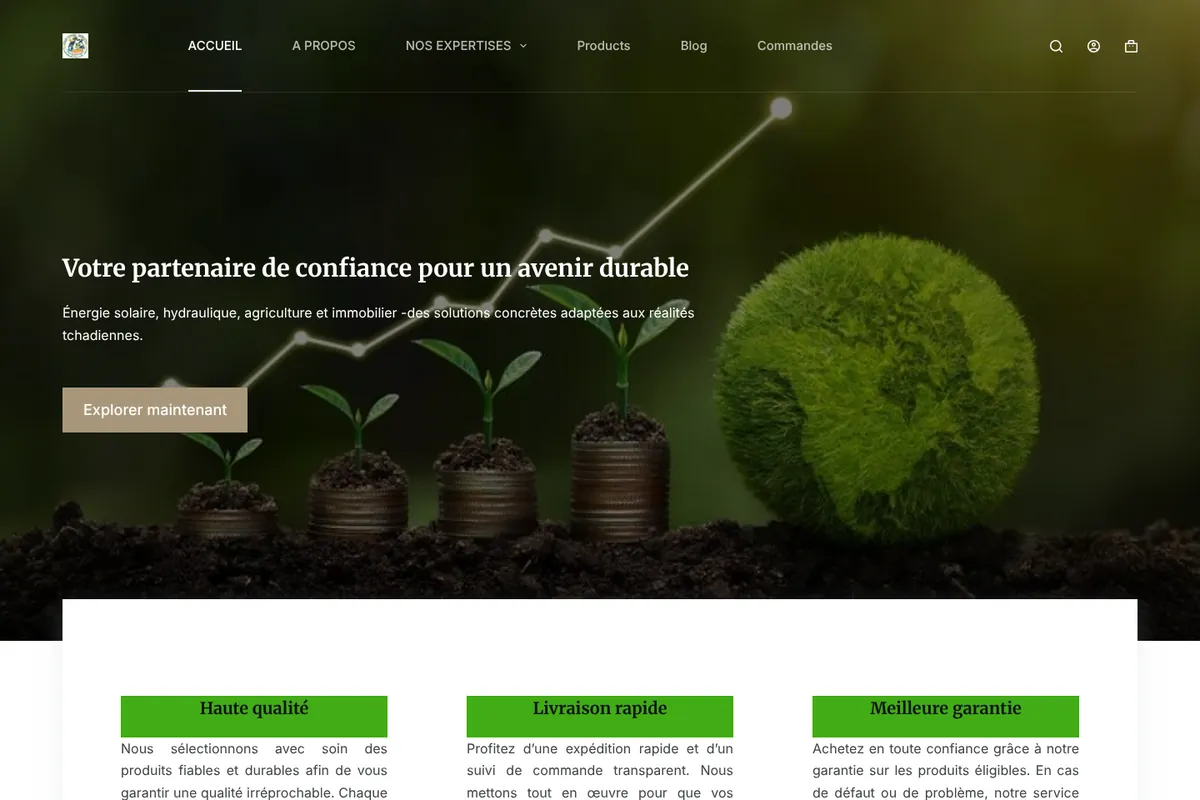 ACCUEIL
A PROPOS
NOS EXPERTISES
Products
Blog
Commandes
Votre partenaire de confiance pour un avenir durable
Énergie solaire, hydraulique, agriculture et immobilier -des solutions concrètes adaptées aux réalités
tchadiennes.
Explorer maintenant
Haute qualité
Nous sélectionnons avec soin des
produits fiables et durables afin de vous
garantir une qualité irréprochable. Chaque
Livraison rapide
Profitez d’une expédition rapide et d’un
suivi de commande transparent. Nous
mettons tout en œuvre pour que vos
Meilleure garantie
Achetez en toute confiance grâce à notre
garantie sur les produits éligibles. En cas
de défaut ou de problème, notre service